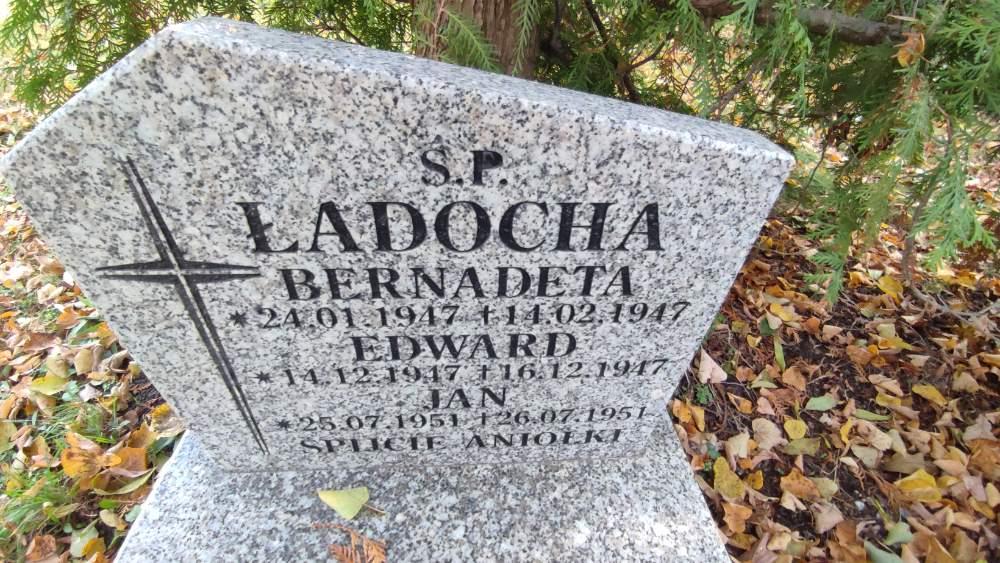 Ś.P.
ŁADOCHA
BERNADETA
*24.01.1947 +14.02.1947
EDWARD
*14.12.1947 +16.12.1947
JAN
*25.07.1951 +26.07.1951
ŚPIJCIE ANIOŁKI